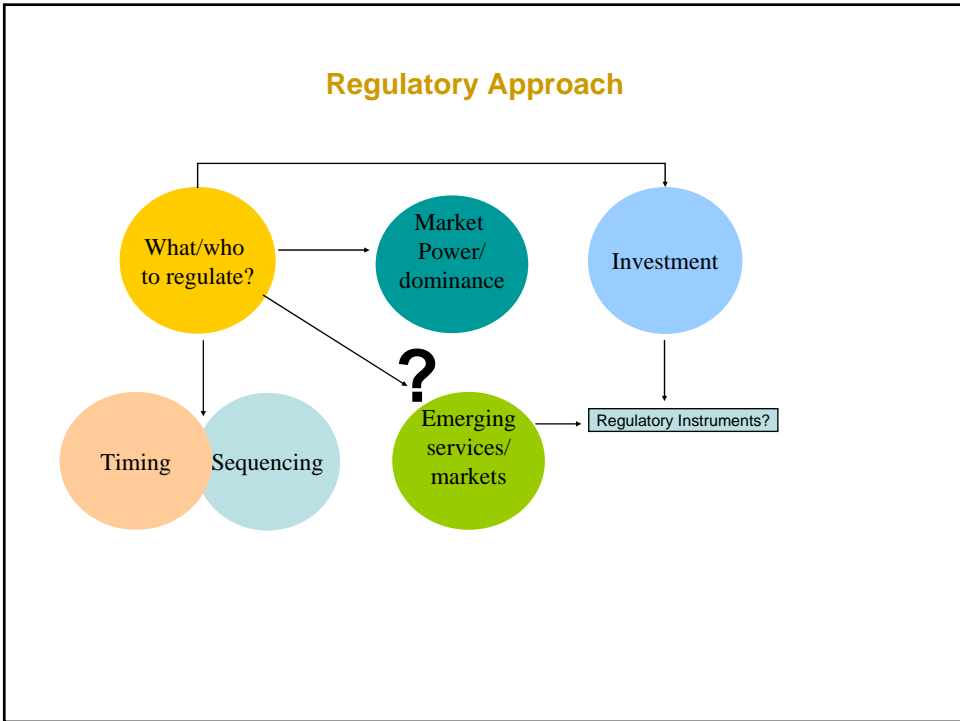 Regulatory Approach
What/who
to regulate?
Market
Power/
dominance
Investment
?
Timing
Sequencing
Emerging
services/
markets
Regulatory Instruments?